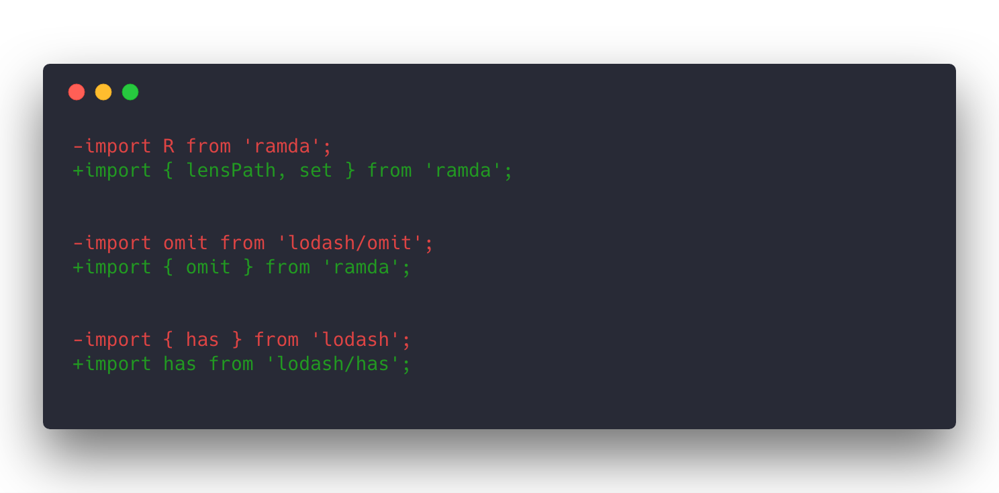 -import R from 'ramda';
+import { lensPath, set } from 'ramda';
-import omit from 'lodash/omit';
+import { omit } from 'ramda';
-import { has } from 'lodash';
+import has from 'lodash/has';